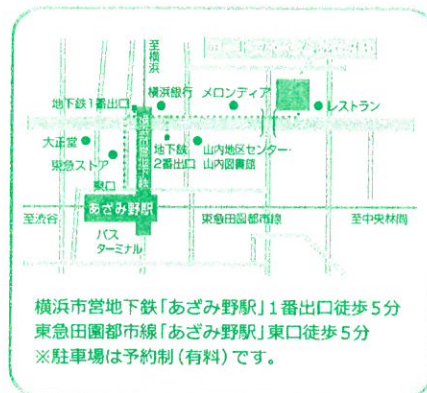 至横浜
横浜銀行
メロンディア
地下鉄1番出口
レストラン
横浜市営地下鉄
大正堂
地下鉄
2番出口
山内地区センター・
山内図書館
東急ストア
東口
あざみ野駅
至渋谷
東急田園都市線
至中央林間
バス
ターミナル
横浜市営地下鉄「あざみ野駅」1番出口徒歩5分
東急田園都市線「あざみ野駅」東口徒歩5分
※駐車場は予約制(有料)です。